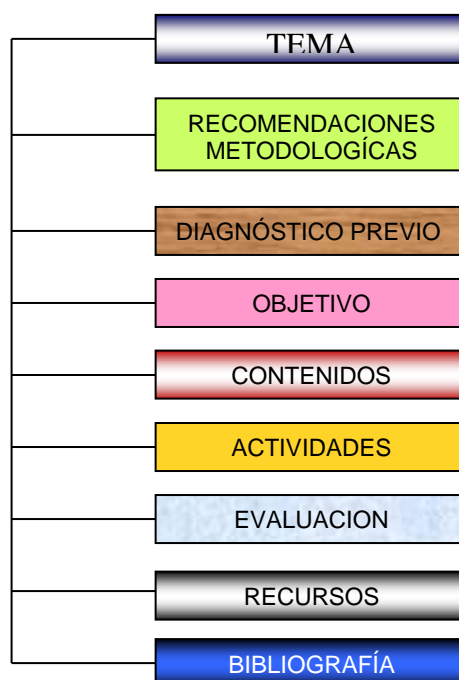 TEMA
RECOMENDACIONES
METODOLOGÍCAS
DIAGNÓSTICO PREVIO
OBJETIVO
CONTENIDOS
ACTIVIDADES
EVALUACION
RECURSOS
BIBLIOGRAFÍA